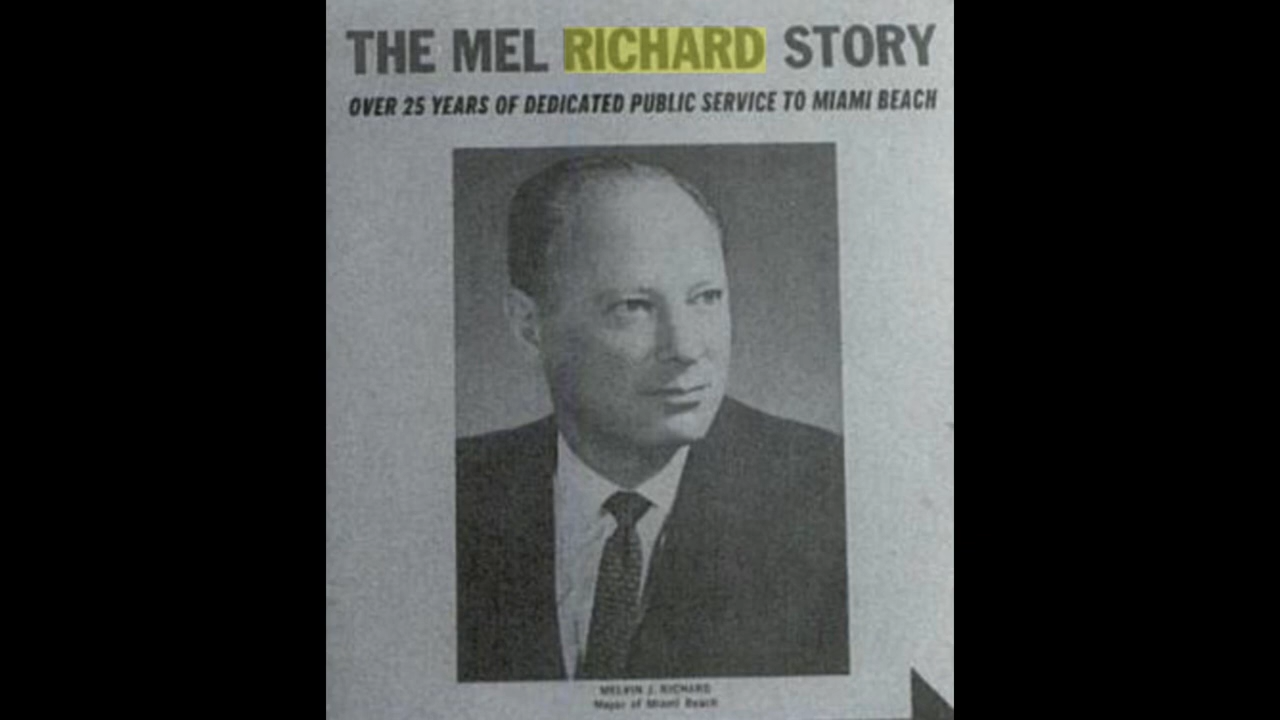 THE MEL RICHARD STORY
OVER 25 YEARS OF DEDICATED PUBLIC SERVICE TO MIAMI BEACH
MELVIN J. RICHARD
Mayor of Miami Beach